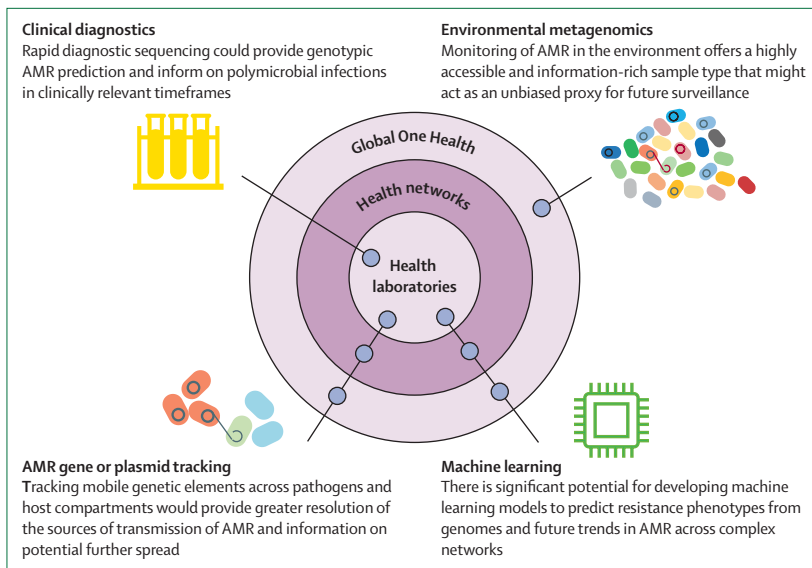 Clinical diagnostics
Rapid diagnostic sequencing could provide genotypic
AMR prediction and inform on polymicrobial infections
in clinically relevant timeframes
Environmental metagenomics
Monitoring of AMR in the environment offers a highly
accessible and information-rich sample type that might
act as an unbiased proxy for future surveillance
Global One Health
Health networks
Health
laboratories
AMR gene or plasmid tracking
Tracking mobile genetic elements across pathogens and
host compartments would provide greater resolution of
the sources of transmission of AMR and information on
potential further spread
Machine learning
There is significant potential for developing machine
learning models to predict resistance phenotypes from
genomes and future trends in AMR across complex
networks